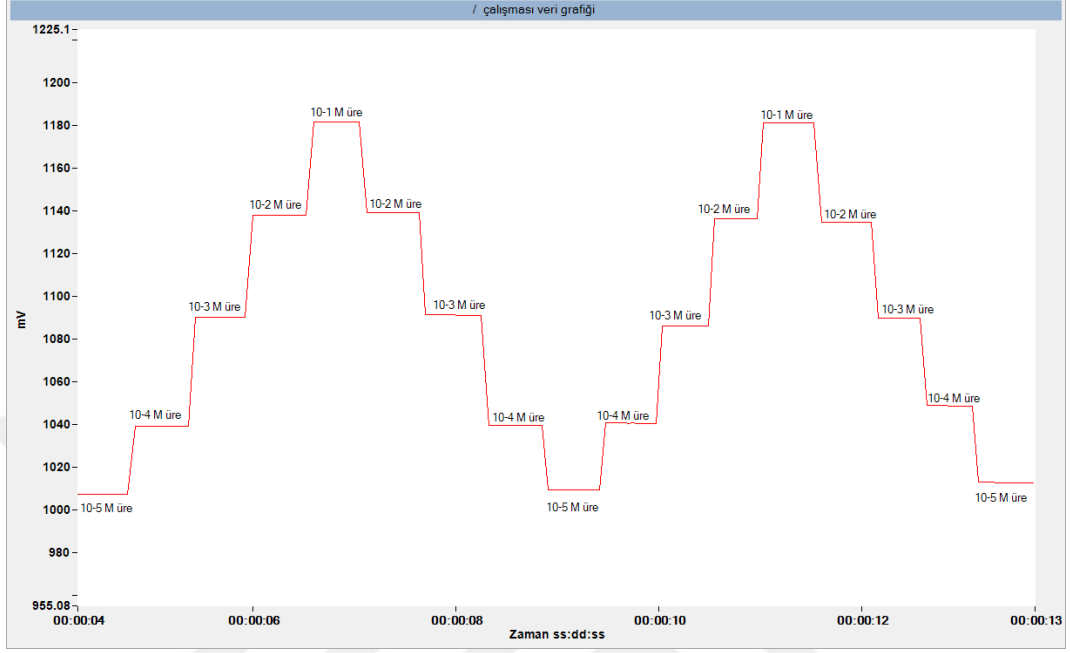 / çalışması veri grafiği
1225.1
1200
1180
1160
1140
1120
1100
1080
1060
1040
1020
1000
980
955.08
mV
10-5 M üre
10-4 M üre
10-3 M üre
10-2 M üre
10-1 M üre
10-2 M üre
10-3 M üre
10-4 M üre
10-5 M üre
10-4 M üre
10-3 M üre
10-2 M üre
10-1 M üre
10-2 M üre
10-3 M üre
10-4 M üre
10-5 M üre
00:00:04 00:00:06 00:00:08 00:00:10 00:00:12 00:00:13
Zaman ss:dd:ss